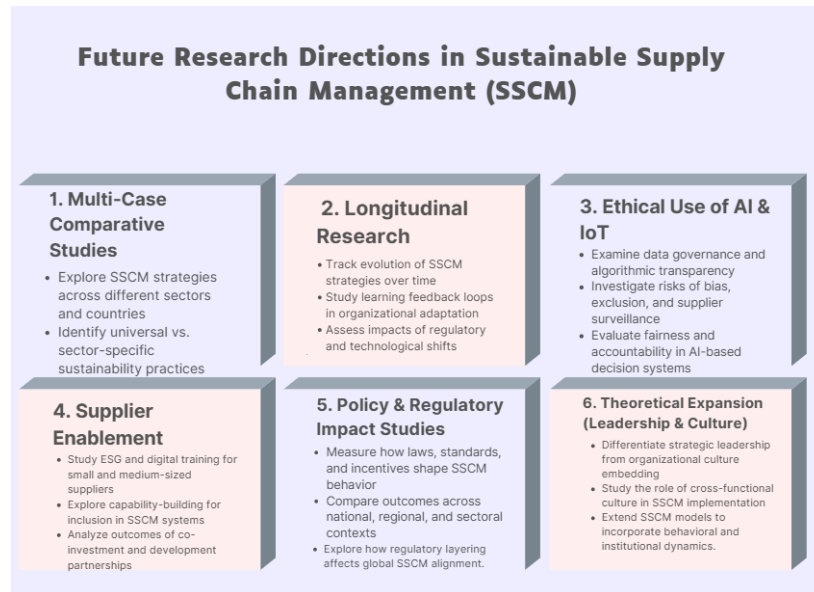 Future Research Directions in Sustainable Supply
Chain Management (SSCM)
1. Multi-Case
Comparative
Studies
• Explore SSCM strategies
across different sectors
and countries
• Identify universal vs.
sector-specific
sustainability practices
2. Longitudinal
Research
• Track evolution of SSCM
strategies over time
• Study learning feedback loops
in organizational adaptation
• Assess impacts of regulatory
and technological shifts
3. Ethical Use of AI &
IoT
• Examine data governance and
algorithmic transparency
• Investigate risks of bias,
exclusion, and supplier
surveillance
• Evaluate fairness and
accountability in AI-based
decision systems
4. Supplier
Enablement
• Study ESG and digital training for
small and medium-sized
suppliers
• Explore capability-building for
inclusion in SSCM systems
• Analyze outcomes of co-
investment and development
partnerships
5. Policy & Regulatory
Impact Studies
• Measure how laws, standards,
and incentives shape SSCM
behavior
• Compare outcomes across
national, regional, and sectoral
contexts
• Explore how regulatory layering
affects global SSCM alignment.
6. Theoretical Expansion
(Leadership & Culture)
• Differentiate strategic leadership
from organizational culture
embedding
• Study the role of cross-functional
culture in SSCM implementation
• Extend SSCM models to
incorporate behavioral and
institutional dynamics.